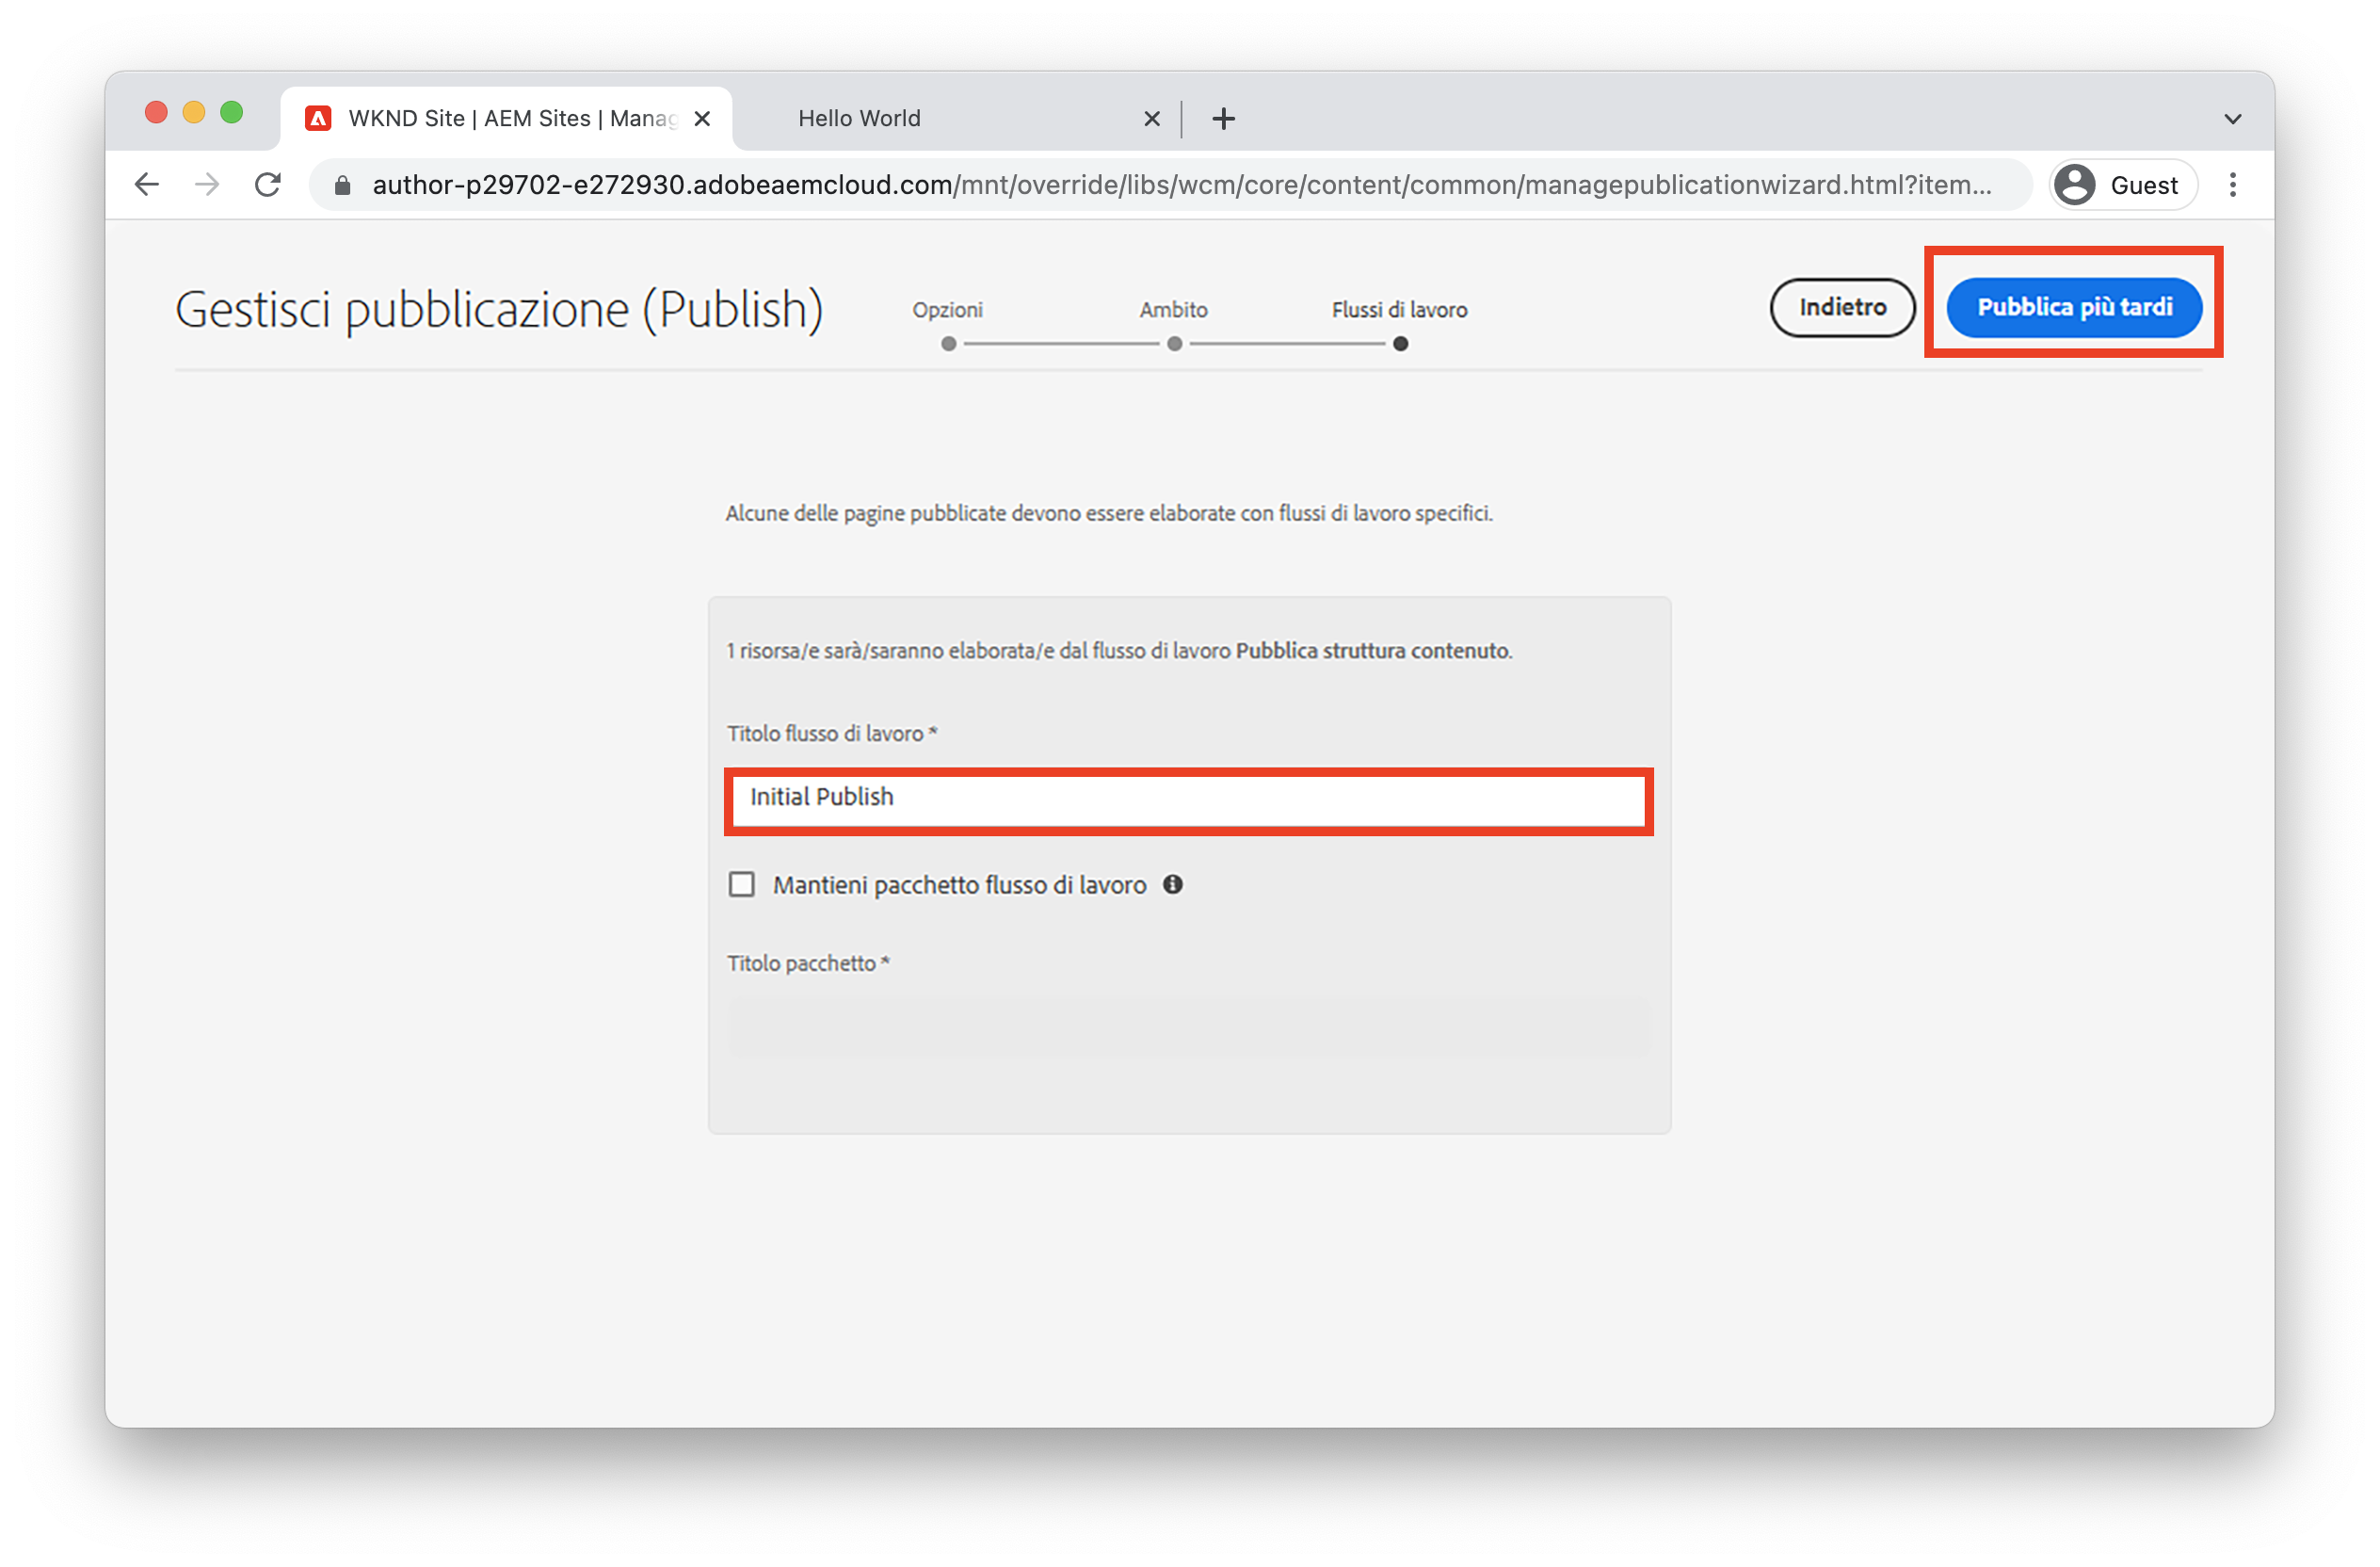 WKND Site | AEM Sites | Manag
Hello World
author-p29702-e272930.adobeaemcloud.com/mnt/override/libs/wcm/core/content/common/managepublicationwizard.html?item...
Guest
Gestisci pubblicazione (Publish)
Opzioni
Ambito
Flussi di lavoro
Indietro
Pubblica più tardi
Alcune delle pagine pubblicate devono essere elaborate con flussi di lavoro specifici.
1 risorsa/e sarà/saranno elaborata/e dal flusso di lavoro Pubblica struttura contenuto.
Titolo flusso di lavoro *
Initial Publish
Mantieni pacchetto flusso di lavoro
Titolo pacchetto *